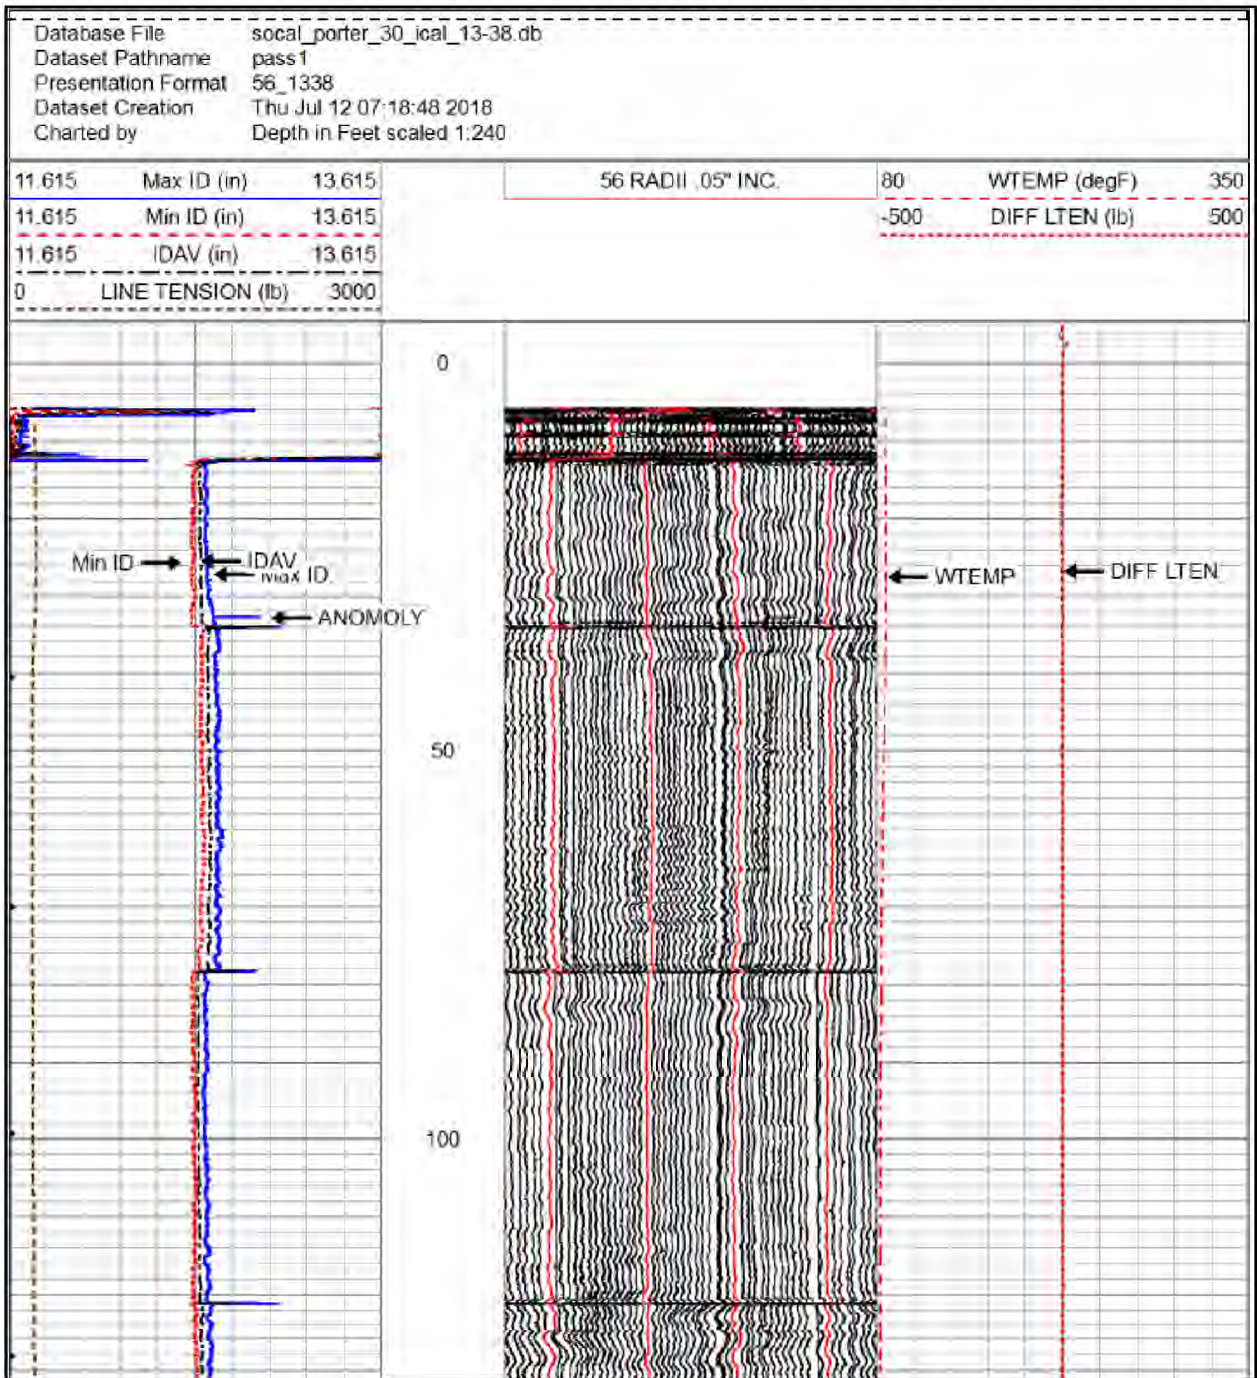 Database File socal_porter_30_ical_13-38.db
Dataset Pathname pass1
Presentation Format 56_1338
Dataset Creation Thu Jul 12 07:18:48 2018
Charted by Depth in Feet scaled 1:240
11.615 Max ID (in) 13.615
11.615 Min ID (in) 13.615
11.615 IDAV (in) 13.615
0 LINE TENSION (lb) 3000
56 RADII .05" INC.
80 WTEMP (degF) 350
-500 DIFF LTEN (lb) 500
0
Min ID
IDAV
Max ID
WTEMP
DIFF LTEN
ANOMOLY
50
100